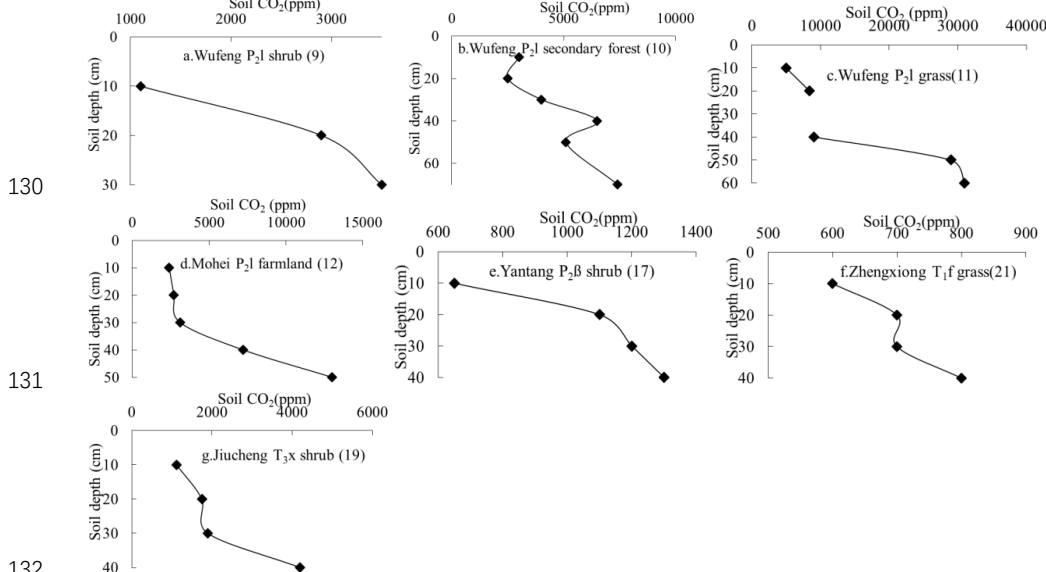 Soil CO2(ppm)
1000 2000 3000
0
10
20
30
Soil depth (cm)
a.Wufeng P2l shrub (9)
Soil CO2(ppm)
0 5000 10000
0
20
40
60
Soil depth (cm)
b.Wufeng P2l secondary forest (10)
Soil CO2(ppm)
0 10000 20000 30000 40000
0
10
20
30
40
50
60
Soil depth (cm)
c.Wufeng P2l grass(11)
130
Soil CO2 (ppm)
0 5000 10000 15000
0
10
20
30
40
50
Soil depth (cm)
d.Mohei P2l farmland (12)
Soil CO2(ppm)
600 800 1000 1200 1400
0
10
20
30
40
Soil depth (cm)
e.Yantang P2ß shrub (17)
Soil CO2(ppm)
500 600 700 800 900
0
10
20
30
40
Soil depth (cm)
f.Zhengxiong T1f grass(21)
131
Soil CO2(ppm)
0 2000 4000 6000
0
10
20
30
40
Soil depth (cm)
g.Jiucheng T3x shrub (19)
132